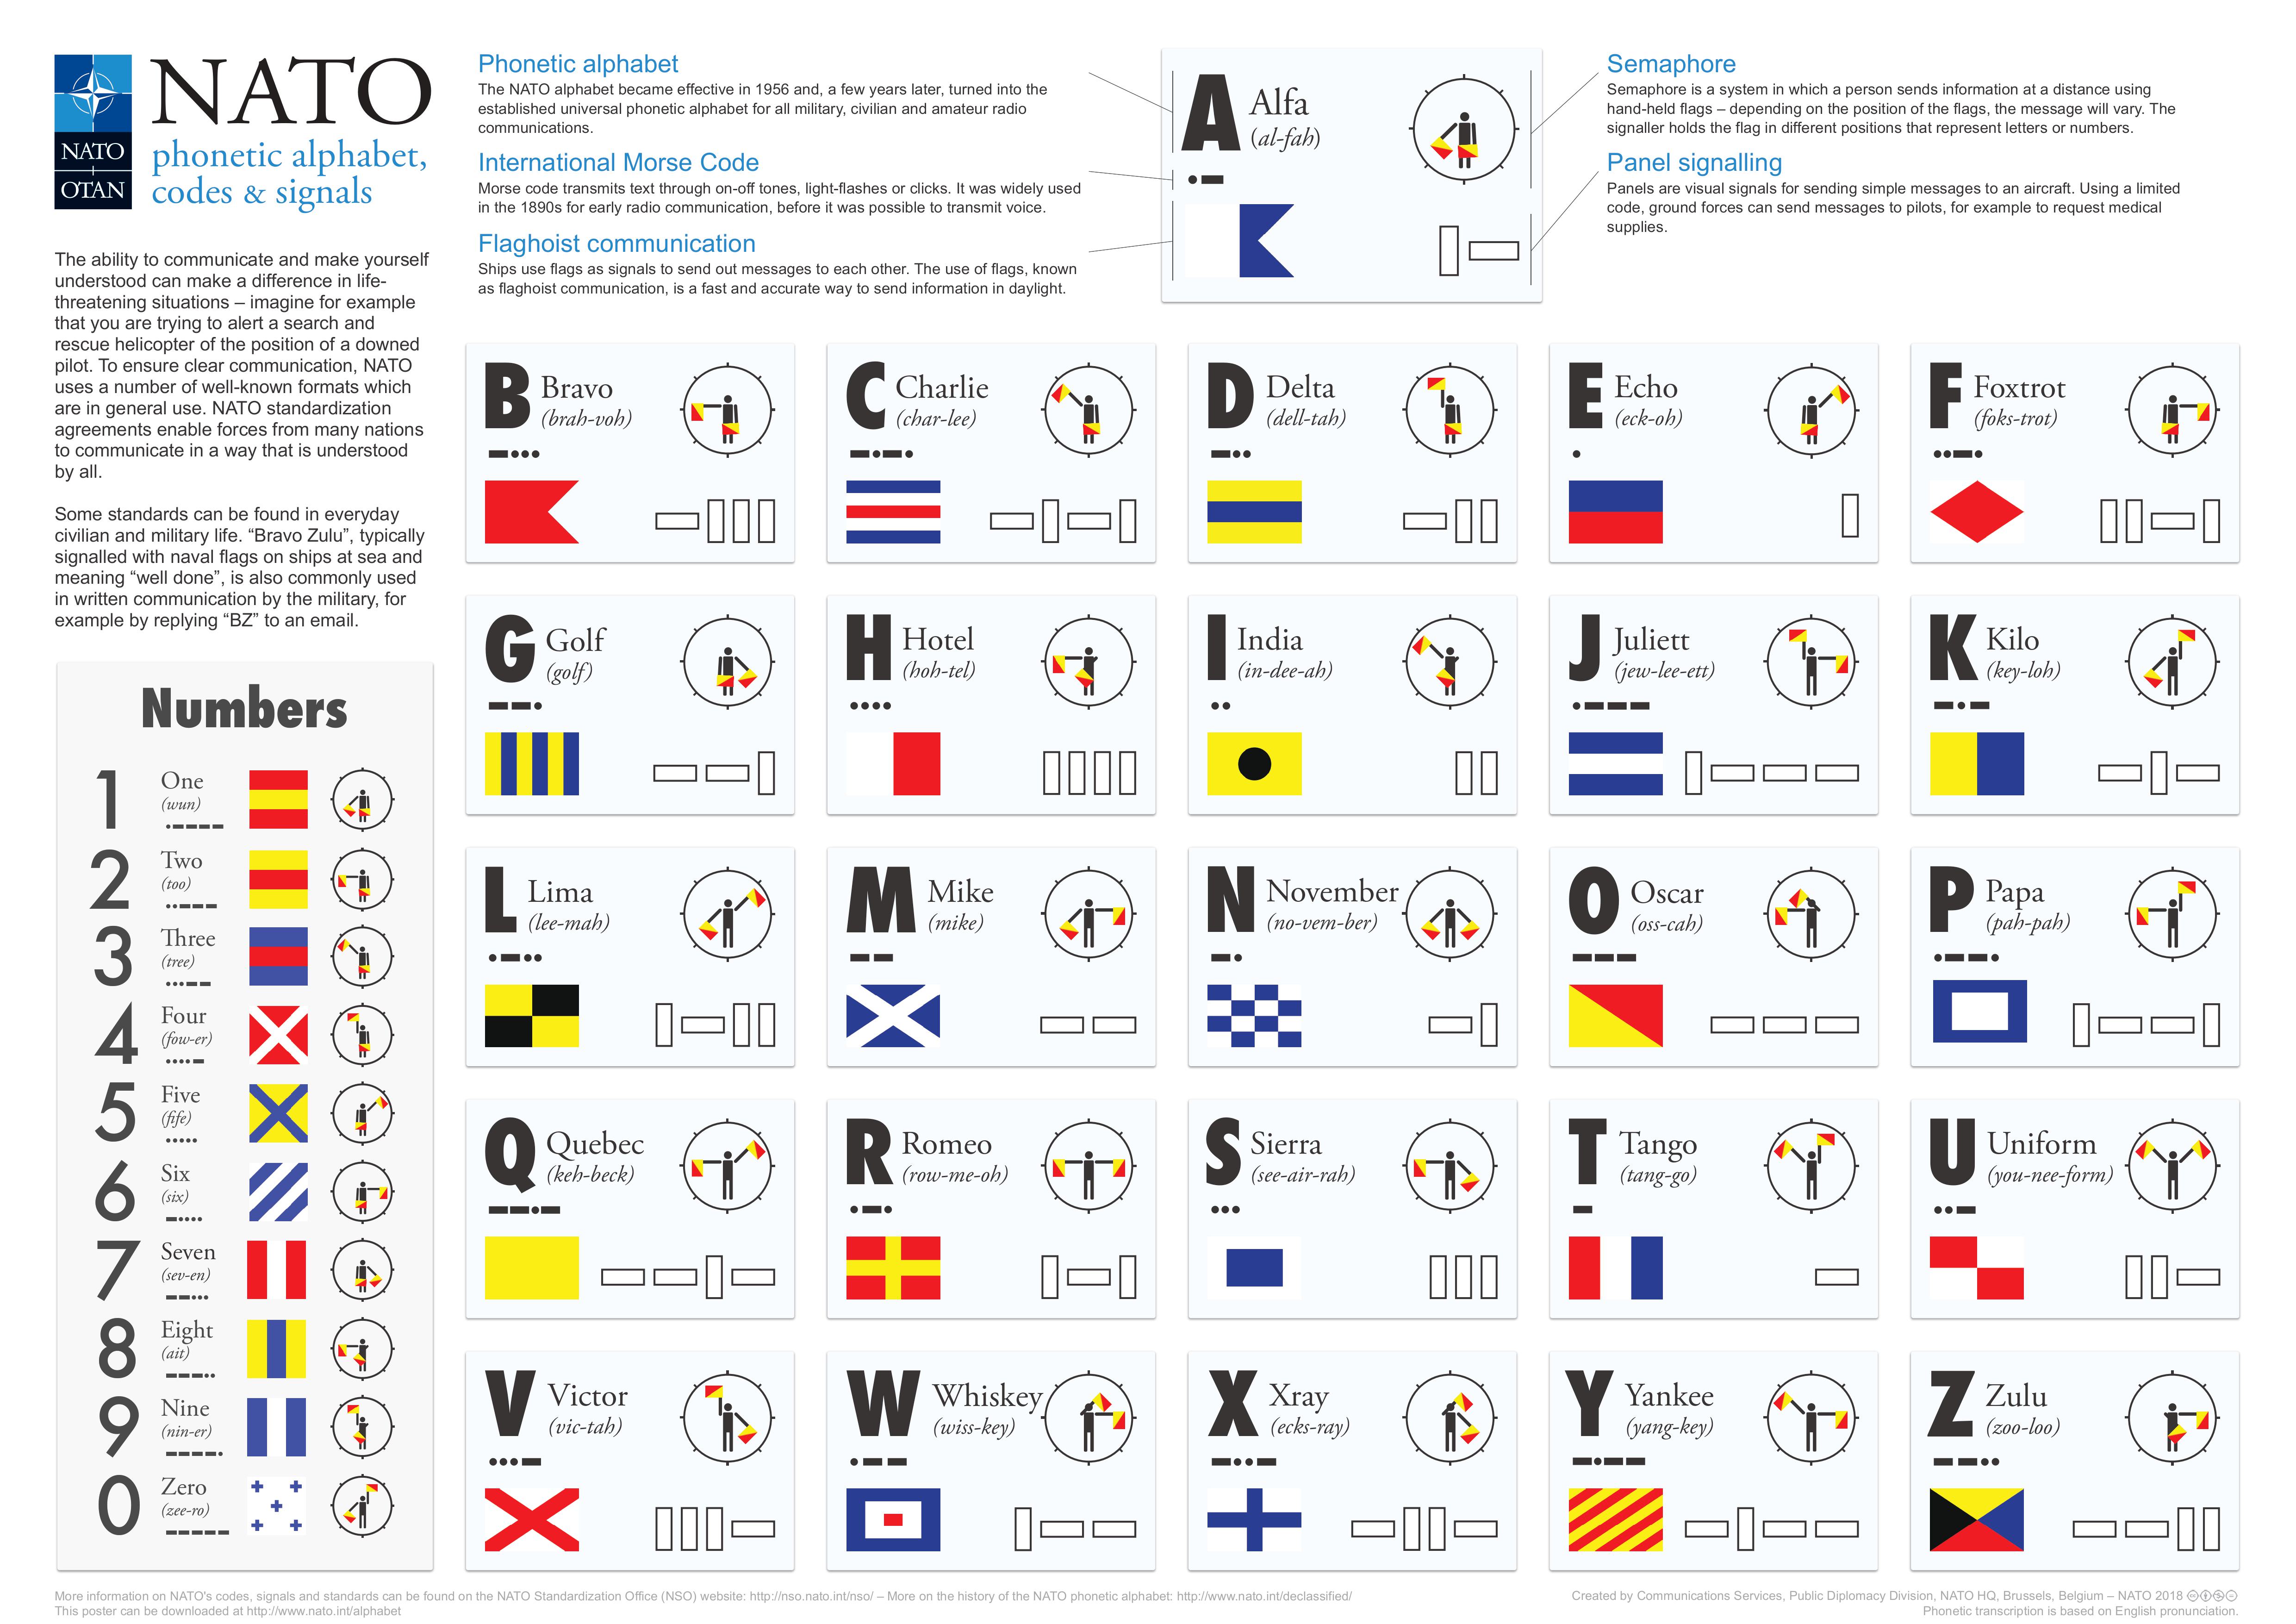 NATO
OTAN
NATO
phonetic alphabet,
codes & signals
The ability to communicate and make yourself
understood can make a difference in life-
threatening situations – imagine for example
that you are trying to alert a search and
rescue helicopter of the position of a downed
pilot. To ensure clear communication, NATO
uses a number of well-known formats which
are in general use. NATO standardization
agreements enable forces from many nations
to communicate in a way that is understood
by all.
Some standards can be found in everyday
civilian and military life. “Bravo Zulu”, typically
signalled with naval flags on ships at sea and
meaning “well done”, is also commonly used
in written communication by the military, for
example by replying “BZ” to an email.
Numbers
1 One
(wun)
2 Two
(too)
3 Three
(tree)
4 Four
(fow-er)
5 Five
(fife)
6 Six
(six)
7 Seven
(sev-en)
8 Eight
(ait)
9 Nine
(nin-er)
0 Zero
(zee-ro)
Phonetic alphabet
The NATO alphabet became effective in 1956 and, a few years later, turned into the
established universal phonetic alphabet for all military, civilian and amateur radio
communications.
International Morse Code
Morse code transmits text through on-off tones, light-flashes or clicks. It was widely used
in the 1890s for early radio communication, before it was possible to transmit voice.
Flaghoist communication
Ships use flags as signals to send out messages to each other. The use of flags, known
as flaghoist communication, is a fast and accurate way to send information in daylight.
A Alfa
(al-fah)
Semaphore
Semaphore is a system in which a person sends information at a distance using
hand-held flags – depending on the position of the flags, the message will vary. The
signaller holds the flag in different positions that represent letters or numbers.
Panel signalling
Panels are visual signals for sending simple messages to an aircraft. Using a limited
code, ground forces can send messages to pilots, for example to request medical
supplies.
B Bravo
(brah-voh)
C Charlie
(char-lee)
D Delta
(dell-tah)
E Echo
(eck-oh)
F Foxtrot
(foks-trot)
G Golf
(golf)
H Hotel
(hoh-tel)
I India
(in-dee-ah)
J Juliett
(jew-lee-ett)
K Kilo
(key-loh)
L Lima
(lee-mah)
M Mike
(mike)
N November
(no-vem-ber)
O Oscar
(oss-cah)
P Papa
(pah-pah)
Q Quebec
(keh-beck)
R Romeo
(row-me-oh)
S Sierra
(see-air-rah)
T Tango
(tang-go)
U Uniform
(you-nee-form)
V Victor
(vic-tah)
W Whiskey
(wiss-key)
X Xray
(ecks-ray)
Y Yankee
(yang-key)
Z Zulu
(zoo-loo)
More information on NATO's codes, signals and standards can be found on the NATO Standardization Office (NSO) website: http://nso.nato.int/nso/ – More on the history of the NATO phonetic alphabet: http://www.nato.int/declassified/
This poster can be downloaded at http://www.nato.int/alphabet
Created by Communications Services, Public Diplomacy Division, NATO HQ, Brussels, Belgium – NATO 2018
Phonetic transcription is based on English pronunciation.